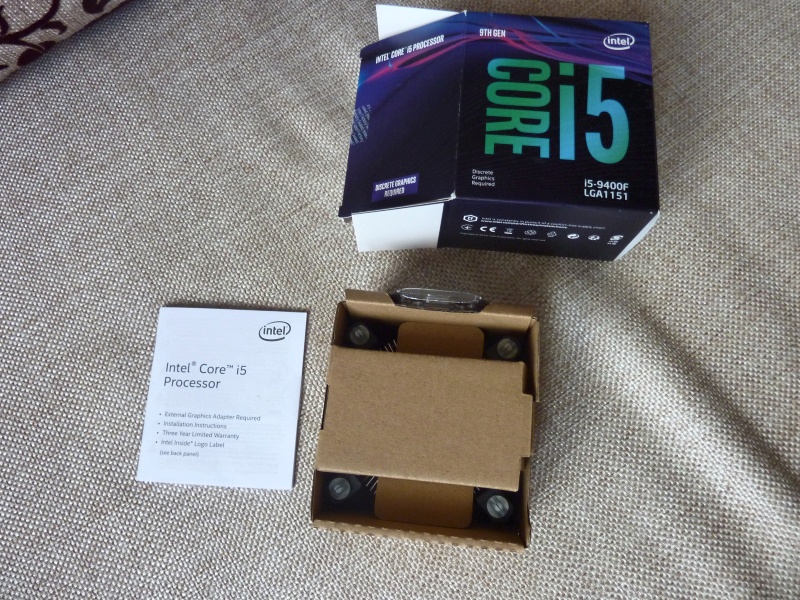 INTEL® CORE™ i5 PROCESSOR
DISCRETE GRAPHICS
REQUIRED
9TH GEN
intel
CORE i5
Discrete
Graphics
Required
i5-9400F
LGA1151
CE
intel
Intel® Core™ i5
Processor
• External Graphics Adapter Required
• Installation Instructions
• Three Year Limited Warranty
• Intel Inside® Logo Label
(see back panel)